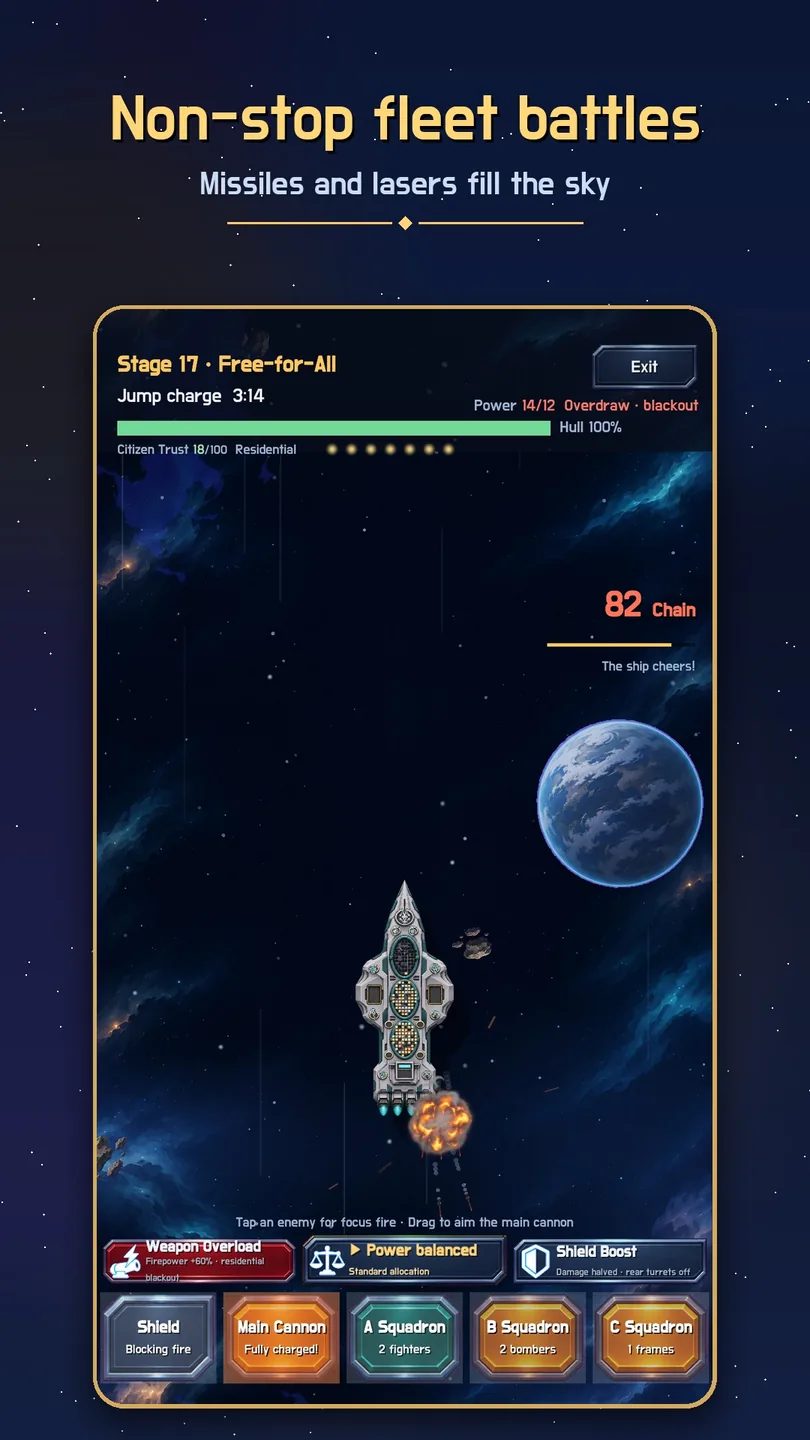 Non-stop fleet battles
Missiles and lasers fill the sky
Stage 17 · Free-for-All
Exit
Jump charge 3:14
Power 14/12 Overdraw · blackout
Hull 100%
Citizen Trust 18/100 Residential
82 Chain
The ship cheers!
Tap an enemy for focus fire · Drag to aim the main cannon
Weapon Overload
Firepower +60% · residential
blackout
▶ Power balanced
Standard allocation
Shield Boost
Damage halved · rear turrets off
Shield
Blocking fire
Main Cannon
Fully charged!
A Squadron
2 fighters
B Squadron
2 bombers
C Squadron
1 frames